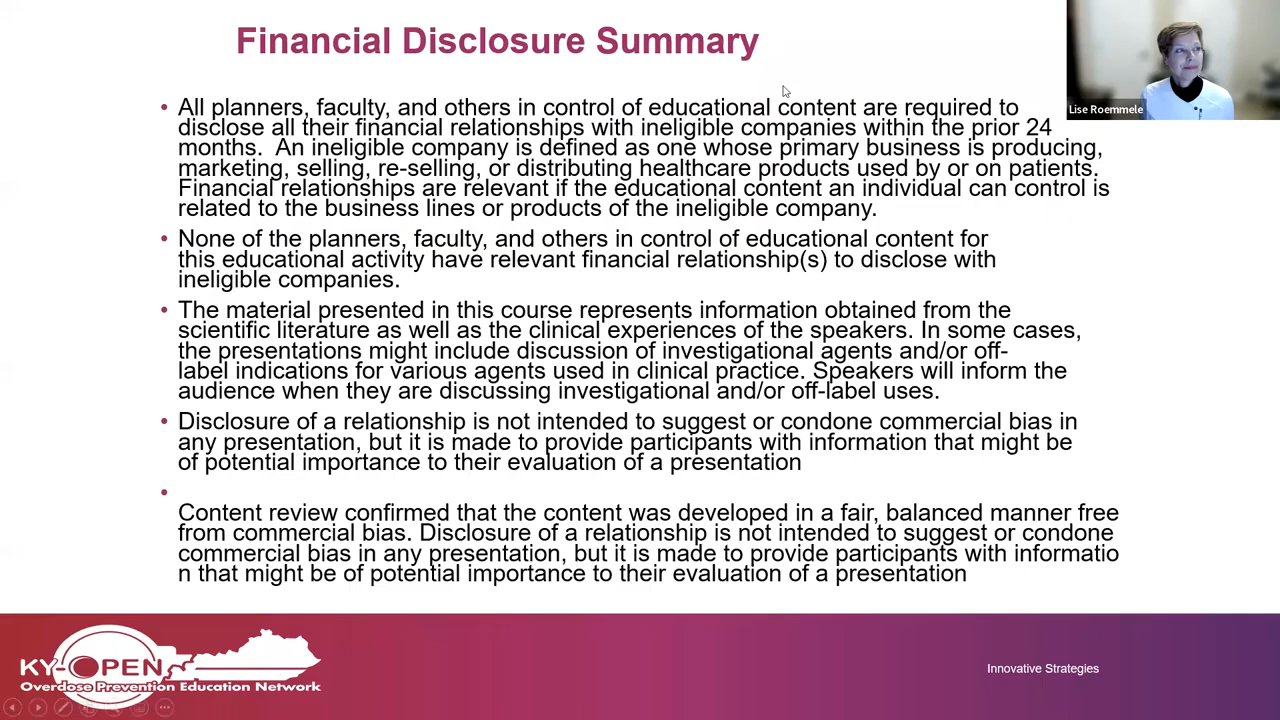 Financial Disclosure Summary
Lise Roemmele
• All planners, faculty, and others in control of educational content are required to
disclose all their financial relationships with ineligible companies within the prior 24
months.  An ineligible company is defined as one whose primary business is producing,
marketing, selling, re-selling, or distributing healthcare products used by or on patients.
Financial relationships are relevant if the educational content an individual can control is
related to the business lines or products of the ineligible company.
• None of the planners, faculty, and others in control of educational content for
this educational activity have relevant financial relationship(s) to disclose with
ineligible companies.
• The material presented in this course represents information obtained from the
scientific literature as well as the clinical experiences of the speakers. In some cases,
the presentations might include discussion of investigational agents and/or off-
label indications for various agents used in clinical practice. Speakers will inform the
audience when they are discussing investigational and/or off-label uses.
• Disclosure of a relationship is not intended to suggest or condone commercial bias in
any presentation, but it is made to provide participants with information that might be
of potential importance to their evaluation of a presentation
•
Content review confirmed that the content was developed in a fair, balanced manner free
from commercial bias. Disclosure of a relationship is not intended to suggest or condone
commercial bias in any presentation, but it is made to provide participants with informatio
n that might be of potential importance to their evaluation of a presentation
KY-OPEN
Overdose Prevention Education Network
Innovative Strategies